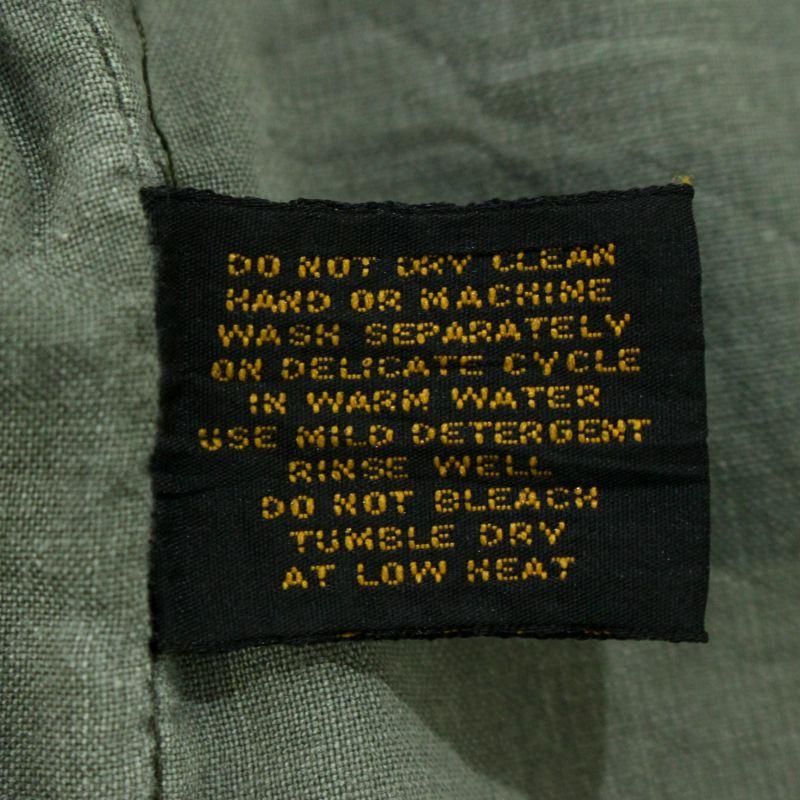 DO NOT DRY CLEAN
HAND OR MACHINE
WASH SEPARATELY
ON DELICATE CYCLE
IN WARM WATER
USE MILD DETERGENT
RINSE WELL
DO NOT BLEACH
TUMBLE DRY
AT LOW HEAT